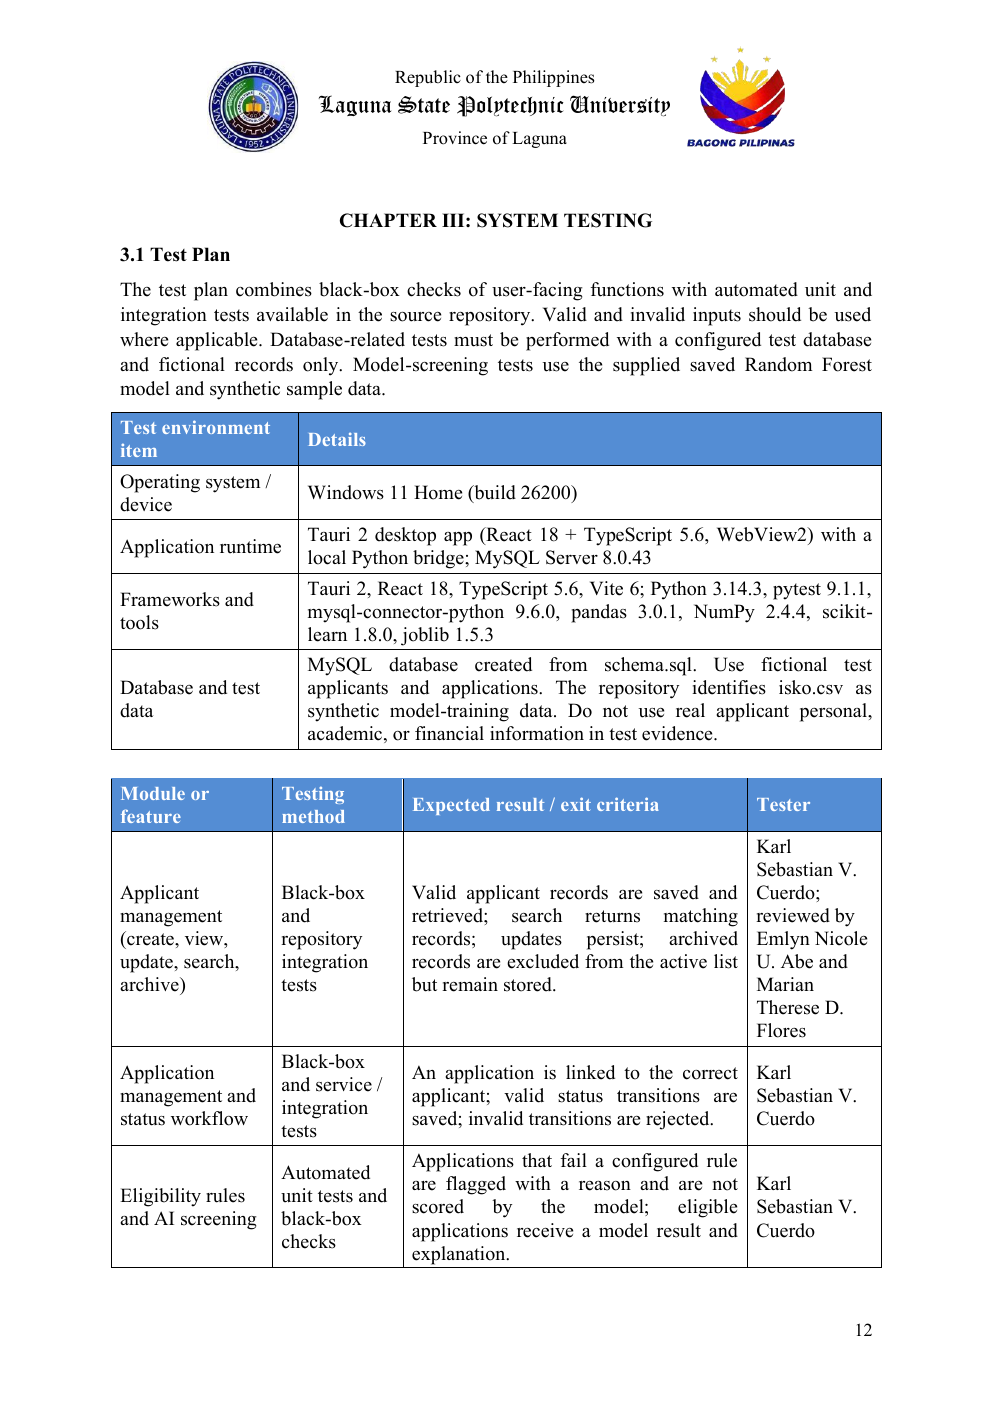 Republic of the Philippines
Laguna State Polytechnic University
Province of Laguna
LAGUNA STATE POLYTECHNIC UNIVERSITY
• 1952 •
BAGONG PILIPINAS
CHAPTER III: SYSTEM TESTING
3.1 Test Plan
The test plan combines black-box checks of user-facing functions with automated unit and
integration tests available in the source repository. Valid and invalid inputs should be used
where applicable. Database-related tests must be performed with a configured test database
and fictional records only. Model-screening tests use the supplied saved Random Forest
model and synthetic sample data.
Test environment
item
Details
Operating system /
device
Windows 11 Home (build 26200)
Application runtime
Tauri 2 desktop app (React 18 + TypeScript 5.6, WebView2) with a
local Python bridge; MySQL Server 8.0.43
Frameworks and
tools
Tauri 2, React 18, TypeScript 5.6, Vite 6; Python 3.14.3, pytest 9.1.1,
mysql-connector-python 9.6.0, pandas 3.0.1, NumPy 2.4.4, scikit-
learn 1.8.0, joblib 1.5.3
Database and test
data
MySQL database created from schema.sql. Use fictional test
applicants and applications. The repository identifies isko.csv as
synthetic model-training data. Do not use real applicant personal,
academic, or financial information in test evidence.
Module or
feature
Testing
method
Expected result / exit criteria
Tester
Applicant
management
(create, view,
update, search,
archive)
Black-box
and
repository
integration
tests
Valid applicant records are saved and
retrieved; search returns matching
records; updates persist; archived
records are excluded from the active list
but remain stored.
Karl
Sebastian V.
Cuerdo;
reviewed by
Emlyn Nicole
U. Abe and
Marian
Therese D.
Flores
Application
management and
status workflow
Black-box
and service /
integration
tests
An application is linked to the correct
applicant; valid status transitions are
saved; invalid transitions are rejected.
Karl
Sebastian V.
Cuerdo
Eligibility rules
and AI screening
Automated
unit tests and
black-box
checks
Applications that fail a configured rule
are flagged with a reason and are not
scored by the model; eligible
applications receive a model result and
explanation.
Karl
Sebastian V.
Cuerdo
12